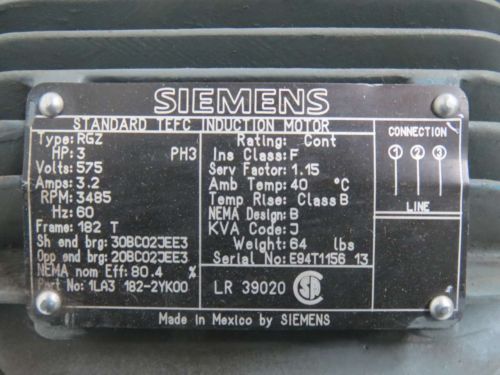 SIEMENS
STANDARD TEFC INDUCTION MOTOR
Type: RGZ
HP: 3 PH3
Volts: 575
Amps: 3.2
RPM: 3485
Hz: 60
Frame: 182 T
Sh end brg: 30BC02JEE3
Opp end brg: 20BC02JEE3
NEMA nom Eff: 80.4 %
Part No: 1LA3 182-2YK00
Rating: Cont
Ins Class: F
Serv Factor: 1.15
Amb Temp: 40 °C
Temp Rise: Class B
NEMA Design: B
KVA Code: J
Weight: 64 lbs
Serial No: E94T1156 13
LR 39020 SA
CONNECTION
1 2 3
LINE
Made in Mexico by SIEMENS